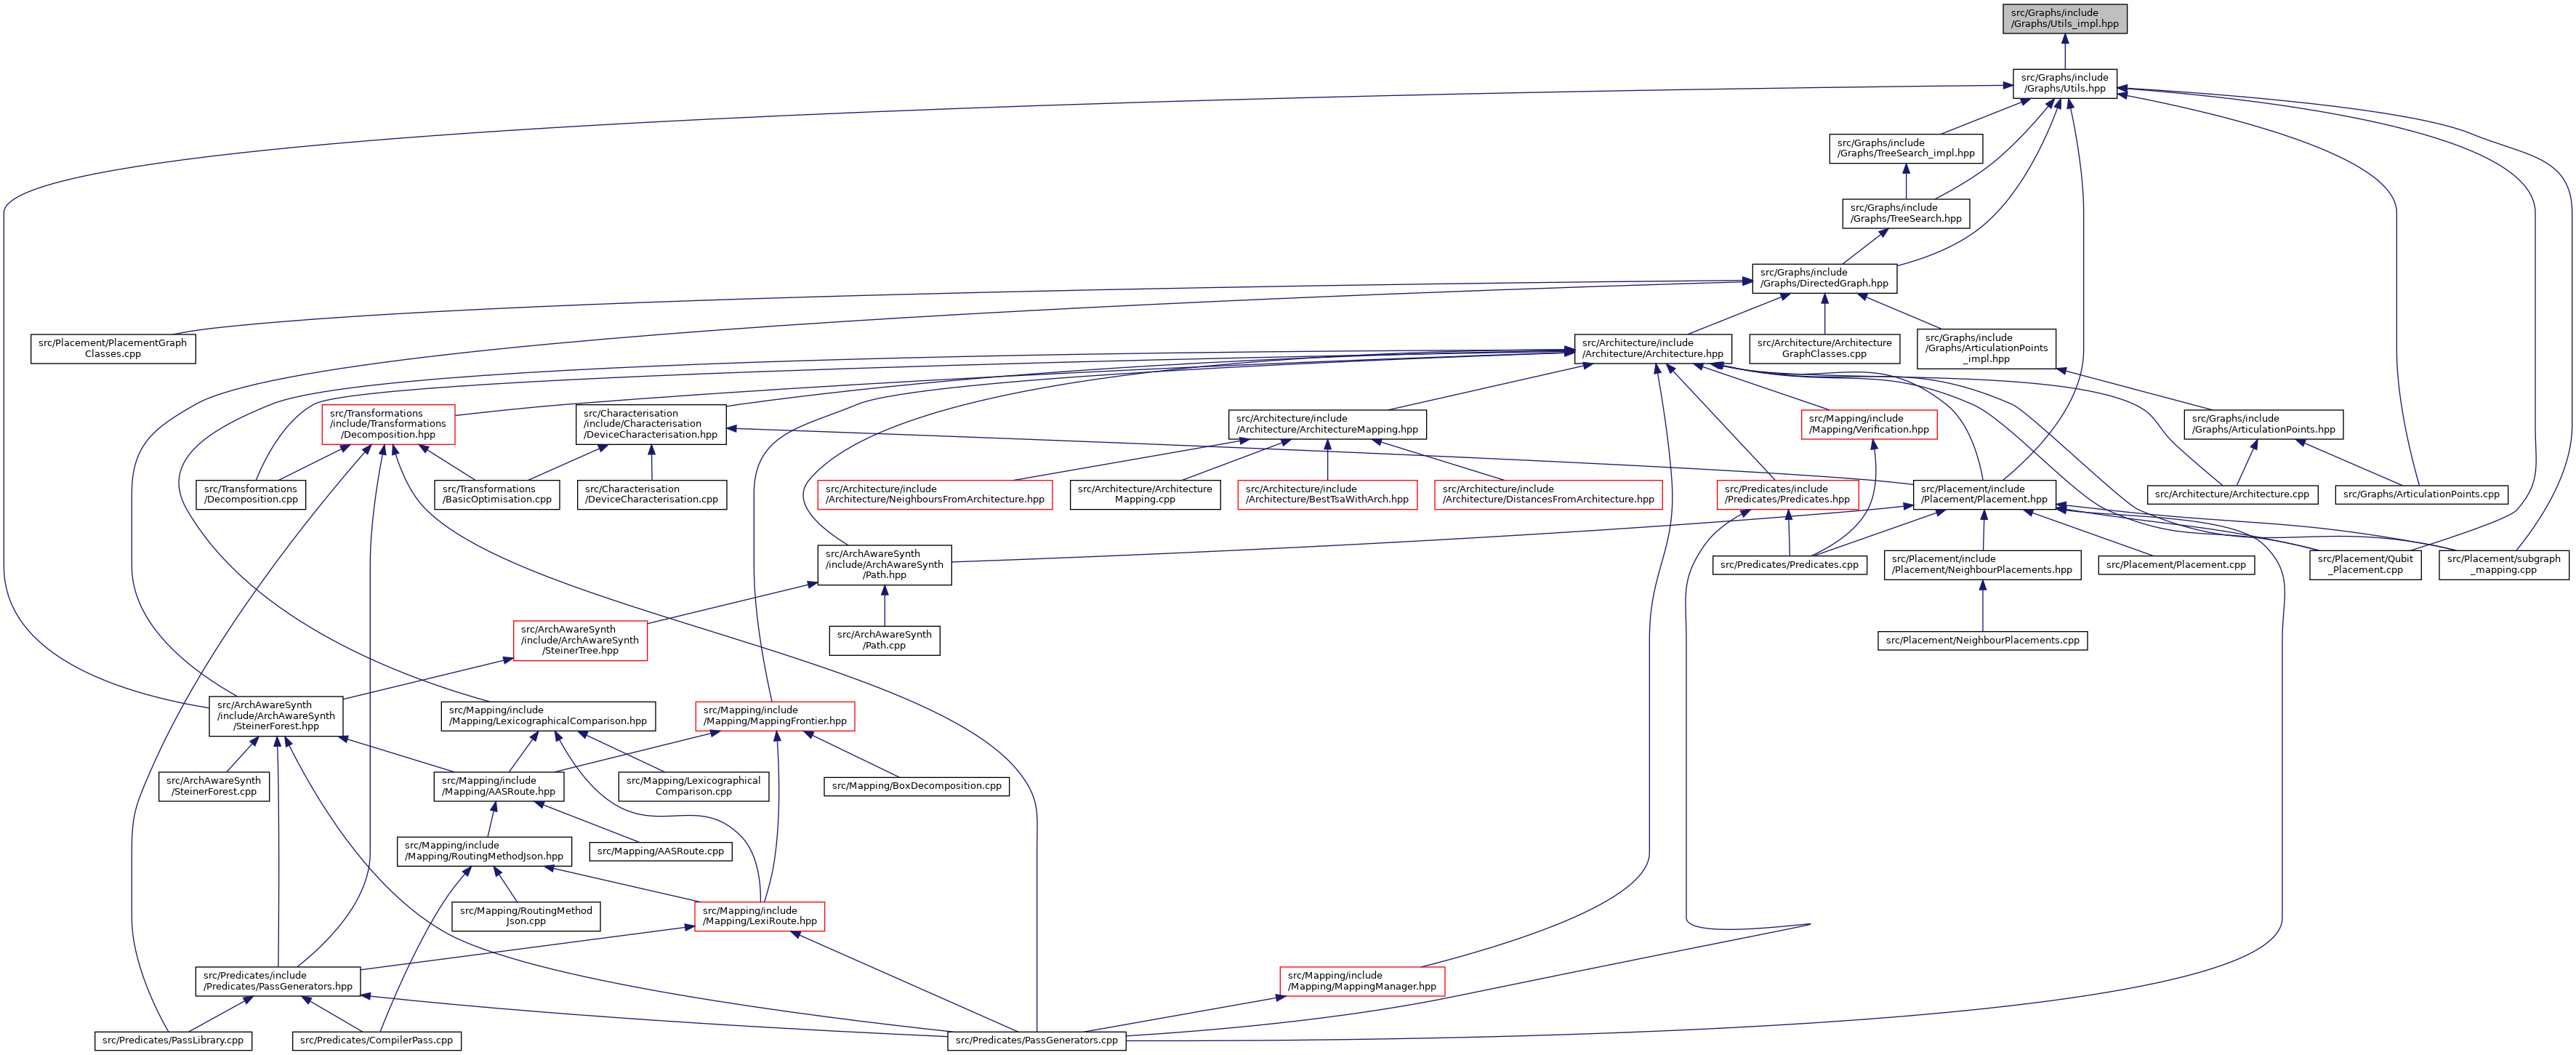 src/Graphs/include
/Graphs/Utils_impl.hpp
src/Graphs/include
/Graphs/Utils.hpp
src/Graphs/include
/Graphs/TreeSearch_impl.hpp
src/Graphs/include
/Graphs/TreeSearch.hpp
src/Graphs/include
/Graphs/DirectedGraph.hpp
src/Placement/PlacementGraph
Classes.cpp
src/Architecture/include
/Architecture/Architecture.hpp
src/Architecture/Architecture
GraphClasses.cpp
src/Graphs/include
/Graphs/ArticulationPoints
_impl.hpp
src/Transformations
/include/Transformations
/Decomposition.hpp
src/Characterisation
/include/Characterisation
/DeviceCharacterisation.hpp
src/Architecture/include
/Architecture/ArchitectureMapping.hpp
src/Mapping/include
/Mapping/Verification.hpp
src/Graphs/include
/Graphs/ArticulationPoints.hpp
src/Transformations
/Decomposition.cpp
src/Transformations
/BasicOptimisation.cpp
src/Characterisation
/DeviceCharacterisation.cpp
src/Architecture/include
/Architecture/NeighboursFromArchitecture.hpp
src/Architecture/Architecture
Mapping.cpp
src/Architecture/include
/Architecture/BestTsaWithArch.hpp
src/Architecture/include
/Architecture/DistancesFromArchitecture.hpp
src/Predicates/include
/Predicates/Predicates.hpp
src/Placement/include
/Placement/Placement.hpp
src/Architecture/Architecture.cpp
src/Graphs/ArticulationPoints.cpp
src/ArchAwareSynth
/include/ArchAwareSynth
/Path.hpp
src/Predicates/Predicates.cpp
src/Placement/include
/Placement/NeighbourPlacements.hpp
src/Placement/Placement.cpp
src/Placement/Qubit
_Placement.cpp
src/Placement/subgraph
_mapping.cpp
src/ArchAwareSynth
/include/ArchAwareSynth
/SteinerTree.hpp
src/ArchAwareSynth
/Path.cpp
src/Placement/NeighbourPlacements.cpp
src/ArchAwareSynth
/include/ArchAwareSynth
/SteinerForest.hpp
src/Mapping/include
/Mapping/LexicographicalComparison.hpp
src/Mapping/include
/Mapping/MappingFrontier.hpp
src/ArchAwareSynth
/SteinerForest.cpp
src/Mapping/include
/Mapping/AASRoute.hpp
src/Mapping/Lexicographical
Comparison.cpp
src/Mapping/BoxDecomposition.cpp
src/Mapping/include
/Mapping/RoutingMethodJson.hpp
src/Mapping/AASRoute.cpp
src/Mapping/RoutingMethod
Json.cpp
src/Mapping/include
/Mapping/LexiRoute.hpp
src/Predicates/include
/Predicates/PassGenerators.hpp
src/Mapping/include
/Mapping/MappingManager.hpp
src/Predicates/PassLibrary.cpp
src/Predicates/CompilerPass.cpp
src/Predicates/PassGenerators.cpp